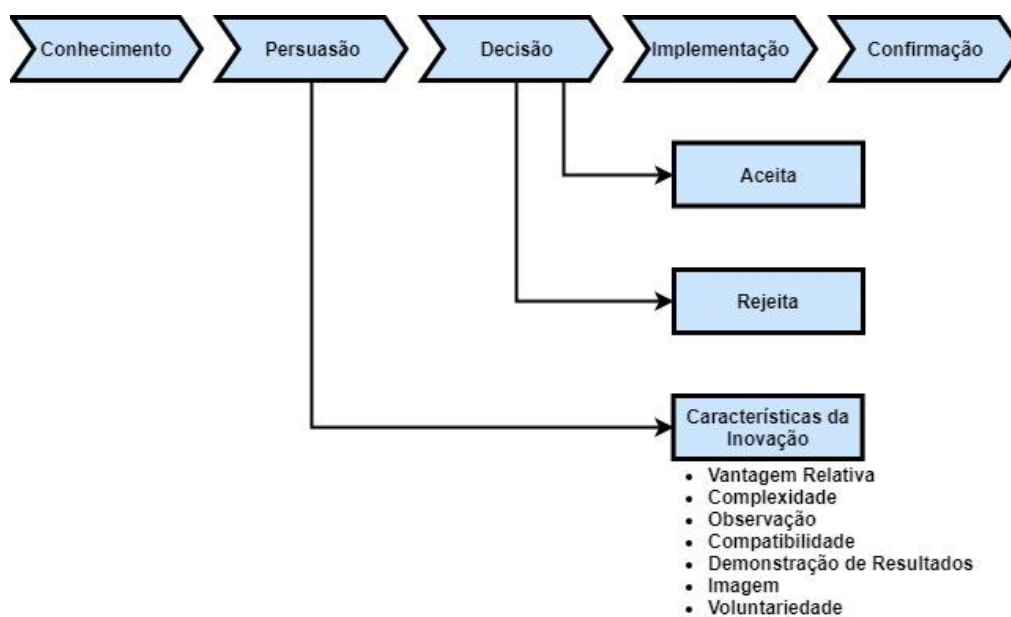 Conhecimento
Persuasão
Decisão
Implementação
Confirmação
Aceita
Rejeita
Características da
Inovação
• Vantagem Relativa
• Complexidade
• Observação
• Compatibilidade
• Demonstração de Resultados
• Imagem
• Voluntariedade